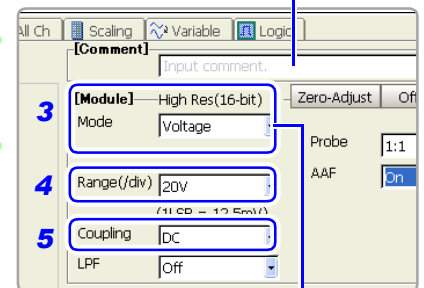 All Ch Scaling Variable Logic
[Comment]
Input comment.
[Module] High Res(16-bit) Zero-Adjust Of
3 Mode Voltage
Probe 1:1
4 Range(/div) 20V
AAF On
(1LSB = 12.5mV)
5 Coupling DC
LPF Off